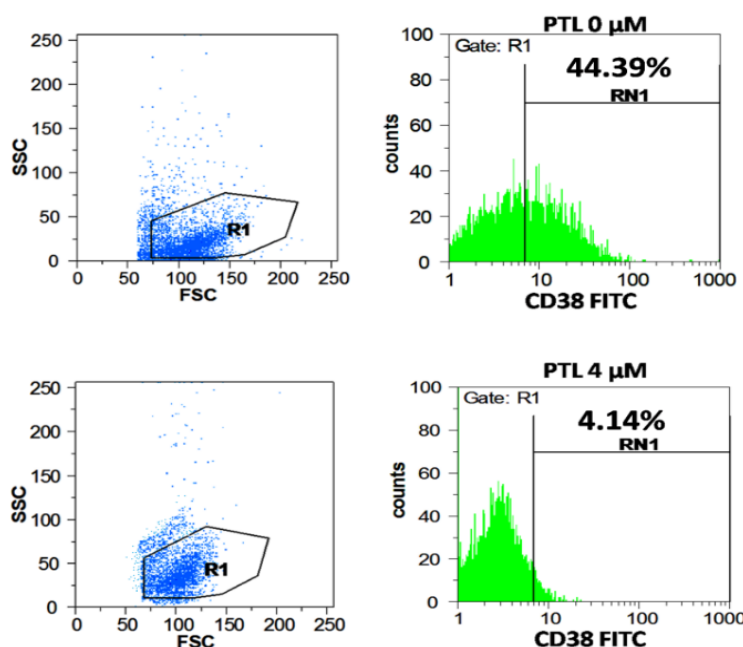 PTL 0 µM
250
200
150
100
50
0
SSC
R1
0 50 100 150 200 250
FSC
100
80
60
40
20
0
counts
Gate: R1
44.39%
RN1
1 10 100 1000
CD38 FITC
PTL 4 µM
250
200
150
100
50
0
SSC
R1
0 50 100 150 200 250
FSC
100
80
60
40
20
0
counts
Gate: R1
4.14%
RN1
1 10 100 1000
CD38 FITC